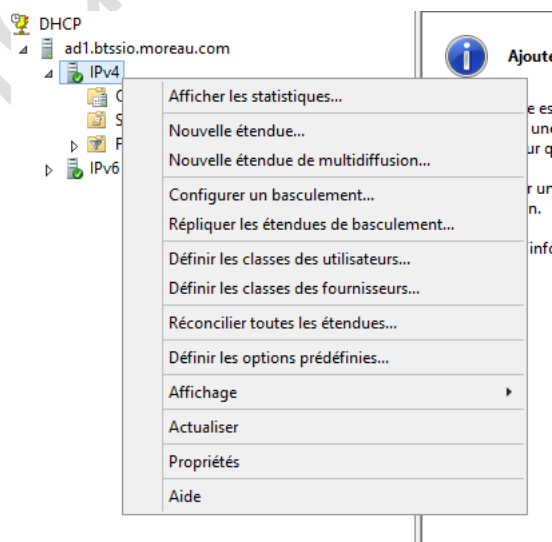 DHCP
ad1.btssio.moreau.com
IPv4
IPv6
Afficher les statistiques...
Nouvelle étendue...
Nouvelle étendue de multidiffusion...
Configurer un basculement...
Répliquer les étendues de basculement...
Définir les classes des utilisateurs...
Définir les classes des fournisseurs...
Réconcilier toutes les étendues...
Définir les options prédéfinies...
Affichage
Actualiser
Propriétés
Aide